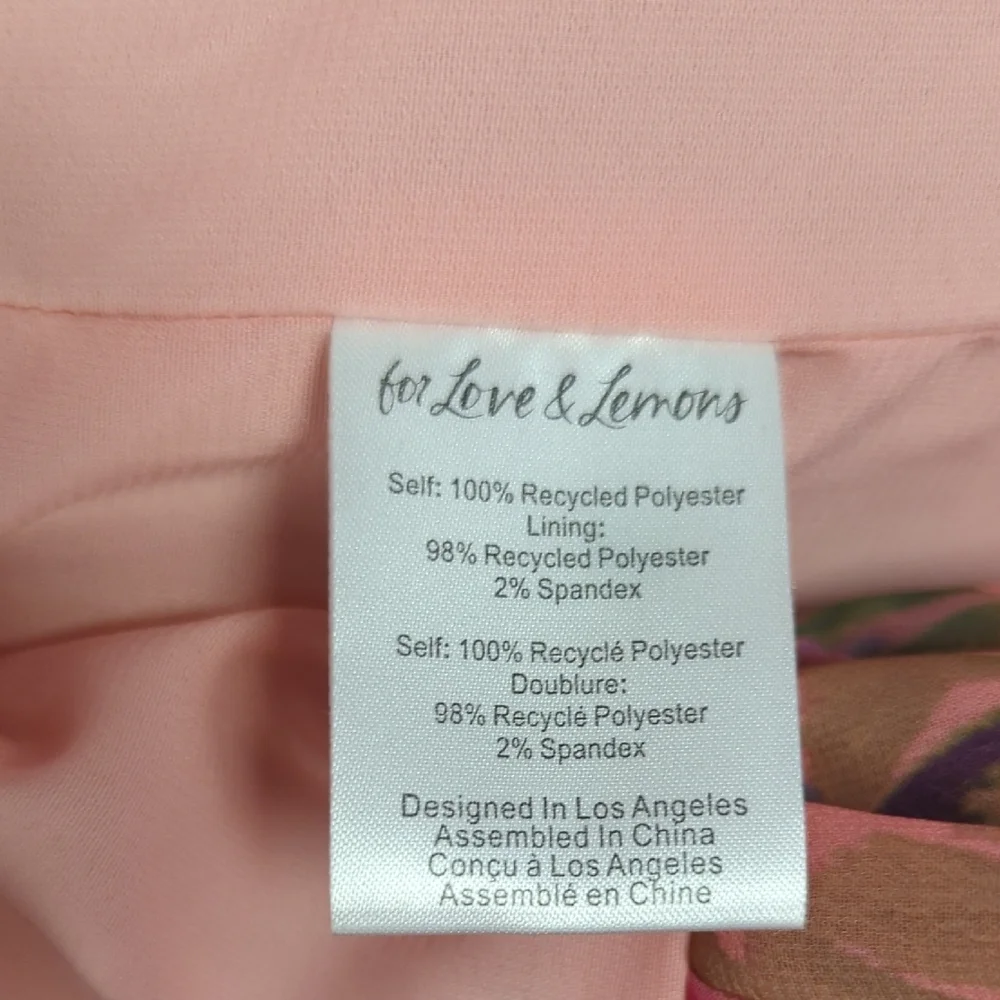 for Love & Lemons
Self: 100% Recycled Polyester
Lining:
98% Recycled Polyester
2% Spandex
Self: 100% Recyclé Polyester
Doublure:
98% Recyclé Polyester
2% Spandex
Designed In Los Angeles
Assembled In China
Conçu à Los Angeles
Assemblé en Chine